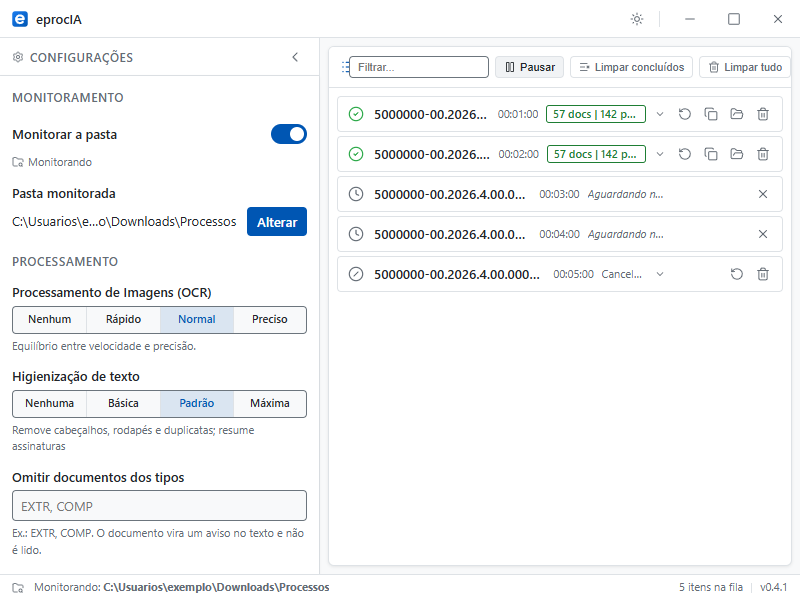 eprocIA
CONFIGURAÇÕES
MONITORAMENTO
Monitorar a pasta
Monitorando
Pasta monitorada
C:\Usuarios\e...o\Downloads\Processos
Alterar
PROCESSAMENTO
Processamento de Imagens (OCR)
Nenhum Rápido Normal Preciso
Equilíbrio entre velocidade e precisão.
Higienização de texto
Nenhuma Básica Padrão Máxima
Remove cabeçalhos, rodapés e duplicatas; resume
assinaturas
Omitir documentos dos tipos
EXTR, COMP
Ex.: EXTR, COMP. O documento vira um aviso no texto e não
é lido.
Filtrar... Pausar Limpar concluídos Limpar tudo
5000000-00.2026.... 00:01:00 57 docs | 142 p...
5000000-00.2026.... 00:02:00 57 docs | 142 p...
5000000-00.2026.4.00.0... 00:03:00 Aguardando n...
5000000-00.2026.4.00.0... 00:04:00 Aguardando n...
5000000-00.2026.4.00.000... 00:05:00 Cancel...
Monitorando: C:\Usuarios\exemplo\Downloads\Processos
5 itens na fila v0.4.1